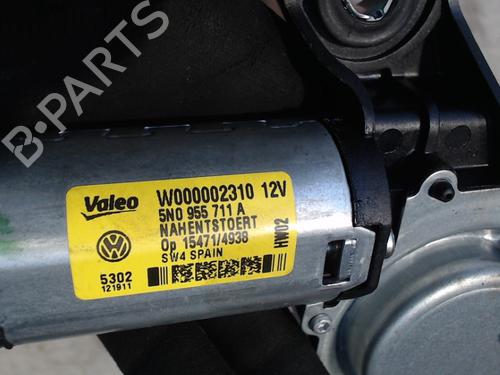 B-PARTS
Valeo W000002310 12V
5N0 955 711 A
NAHENTSTOERT
Op 15471/4938
SW4 SPAIN
HW02
5302
121911